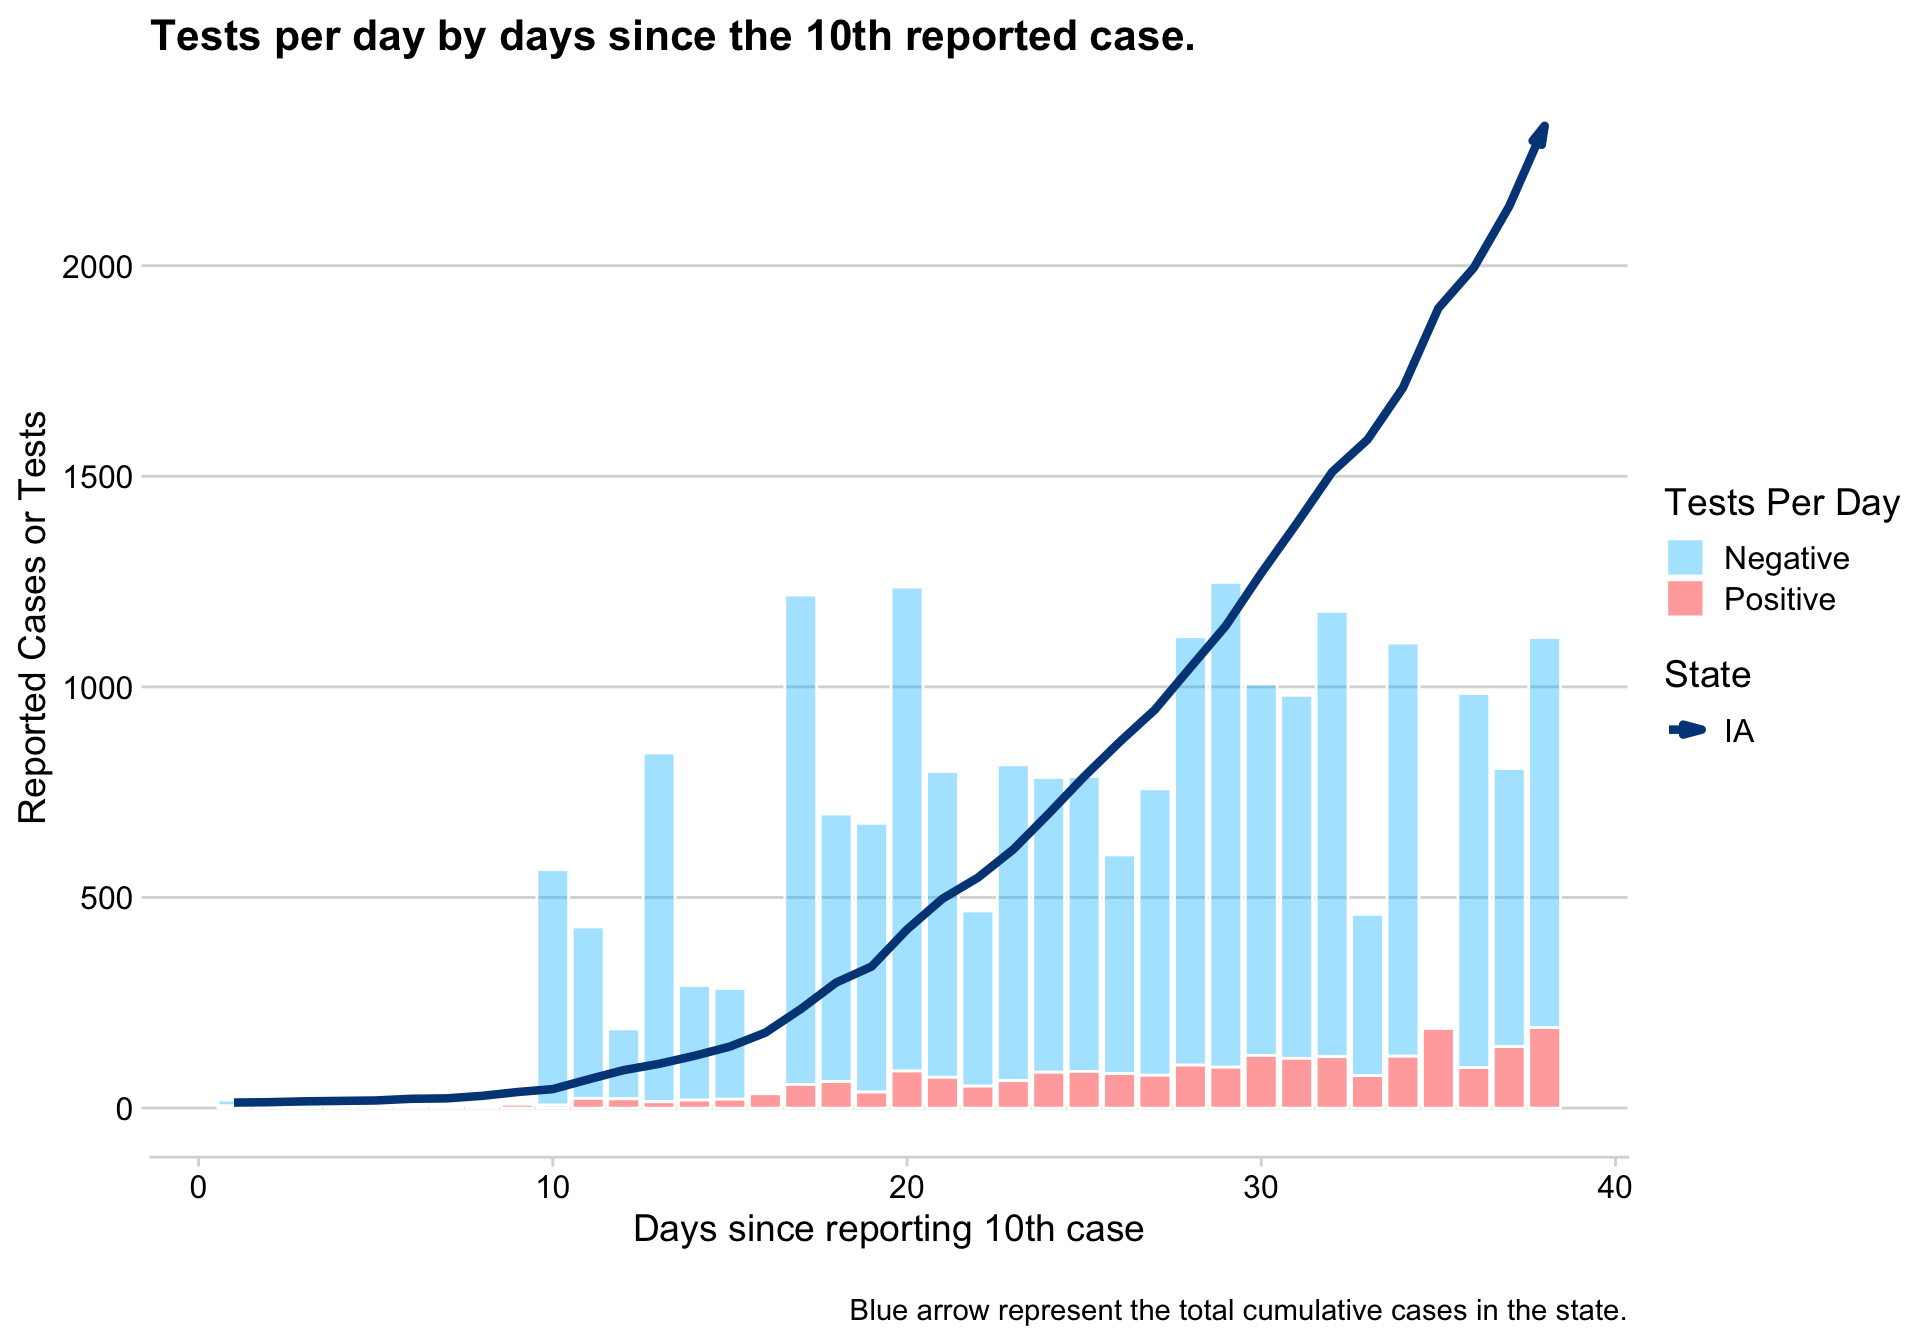 Tests per day by days since the 10th reported case.
Reported Cases or Tests
2000
1500
1000
500
0
0 10 20 30 40
Days since reporting 10th case
Tests Per Day
Negative
Positive
State
IA
Blue arrow represent the total cumulative cases in the state.